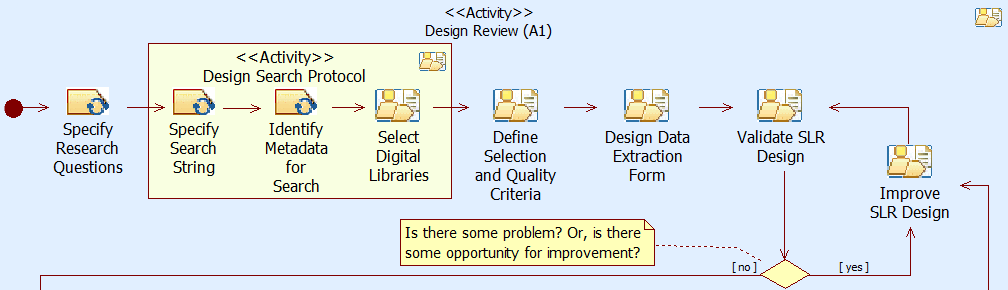 <<Activity>>
Design Review (A1)
<<Activity>>
Design Search Protocol
Specify
Research
Questions
Specify
Search
String
Identify
Metadata
for
Search
Select
Digital
Libraries
Define
Selection
and Quality
Criteria
Design Data
Extraction
Form
Validate SLR
Design
Improve
SLR Design
Is there some problem? Or, is there
some opportunity for improvement?
[ no ]
[ yes ]